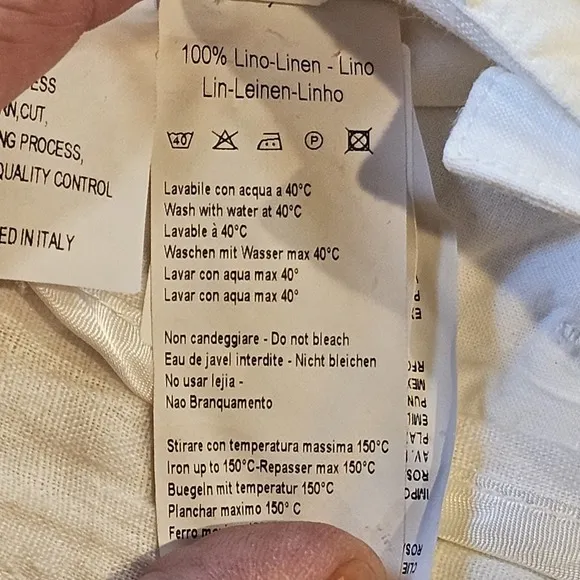 100% Lino-Linen - Lino
Lin-Leinen-Linho
40 P
Lavabile con acqua a 40°C
Wash with water at 40°C
Lavable à 40°C
Waschen mit Wasser max 40°C
Lavar con aqua max 40°
Lavar con aqua max 40°
Non candeggiare - Do not bleach
Eau de javel interdite - Nicht bleichen
No usar lejia -
Nao Branquamento
Stirare con temperatura massima 150°C
Iron up to 150°C-Repasser max 150°C
Buegeln mit temperatur 150°C
Planchar maximo 150° C
Ferro
CUT,
PROCESS,
QUALITY CONTROL
IN ITALY